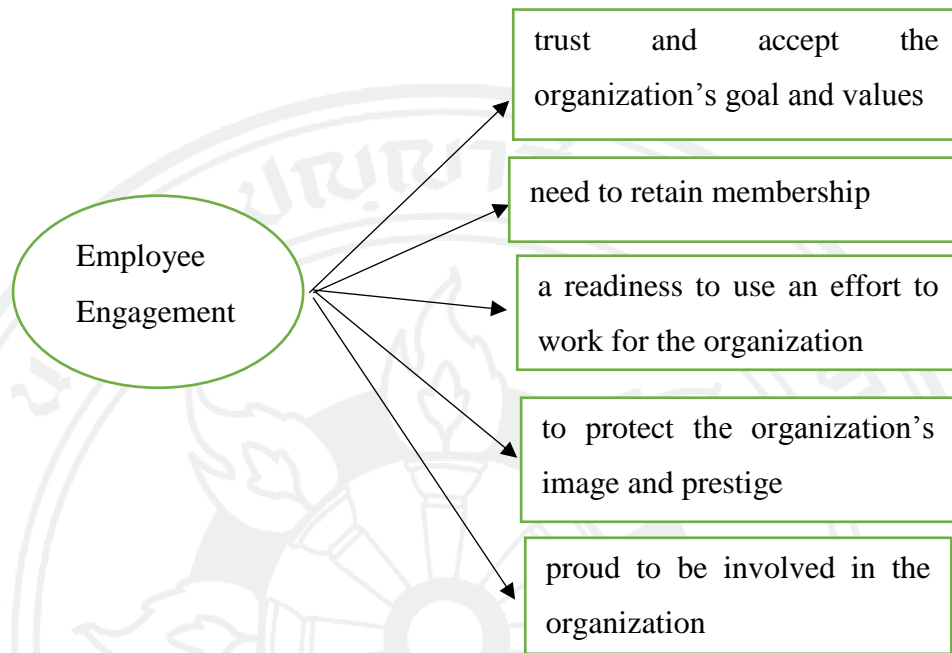 trust and accept the
organization’s goal and values
need to retain membership
Employee
Engagement
a readiness to use an effort to
work for the organization
to protect the organization’s
image and prestige
proud to be involved in the
organization